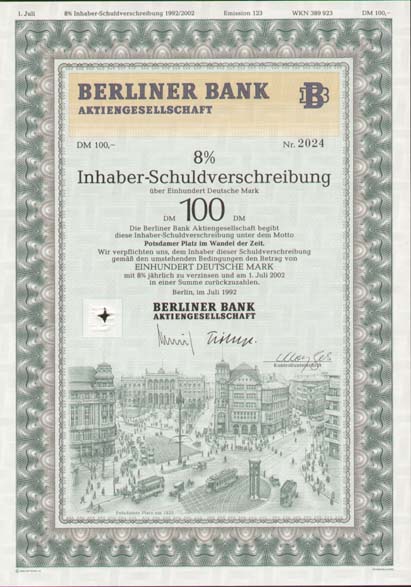 1. Juli 8% Inhaber-Schuldverschreibung 1992/2002 Emission 123 WKN 389 923 DM 100,–
BERLINER BANK
AKTIENGESELLSCHAFT
B
DM 100,– Nr. 2024
8%
Inhaber-Schuldverschreibung
über Einhundert Deutsche Mark
DM 100 DM
Die Berliner Bank Aktiengesellschaft begibt
diese Inhaber-Schuldverschreibung unter dem Motto
Potsdamer Platz im Wandel der Zeit.
Wir verpflichten uns, dem Inhaber dieser Schuldverschreibung
gemäß den umstehenden Bedingungen den Betrag von
EINHUNDERT DEUTSCHE MARK
mit 8% jährlich zu verzinsen und am 1. Juli 2002
in einer Summe zurückzuzahlen.
Berlin, im Juli 1992
BERLINER BANK
AKTIENGESELLSCHAFT
Kontrollunterschrift
Potsdamer Platz um 1925